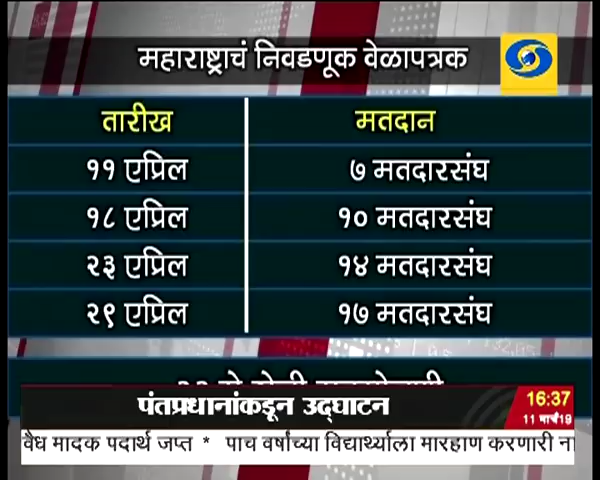 महाराष्ट्राचं निवडणूक वेळापत्रक
तारीख मतदान
११ एप्रिल ७ मतदारसंघ
१८ एप्रिल १० मतदारसंघ
२३ एप्रिल १४ मतदारसंघ
२९ एप्रिल १७ मतदारसंघ
पंतप्रधानांकडून उद्घाटन
16:37
11 मार्च19
वैध मादक पदार्थ जप्त * पाच वर्षांच्या विद्यार्थ्याला मारहाण करणारी